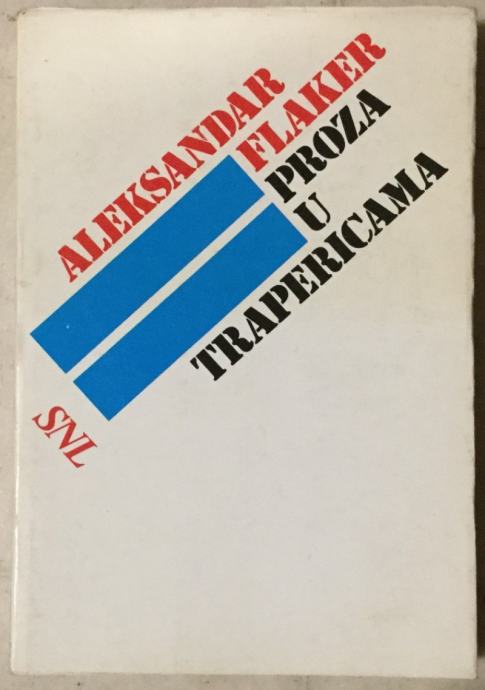 ALEKSANDAR
FLAKER
PROZA
U
TRAPERICAMA
SNL